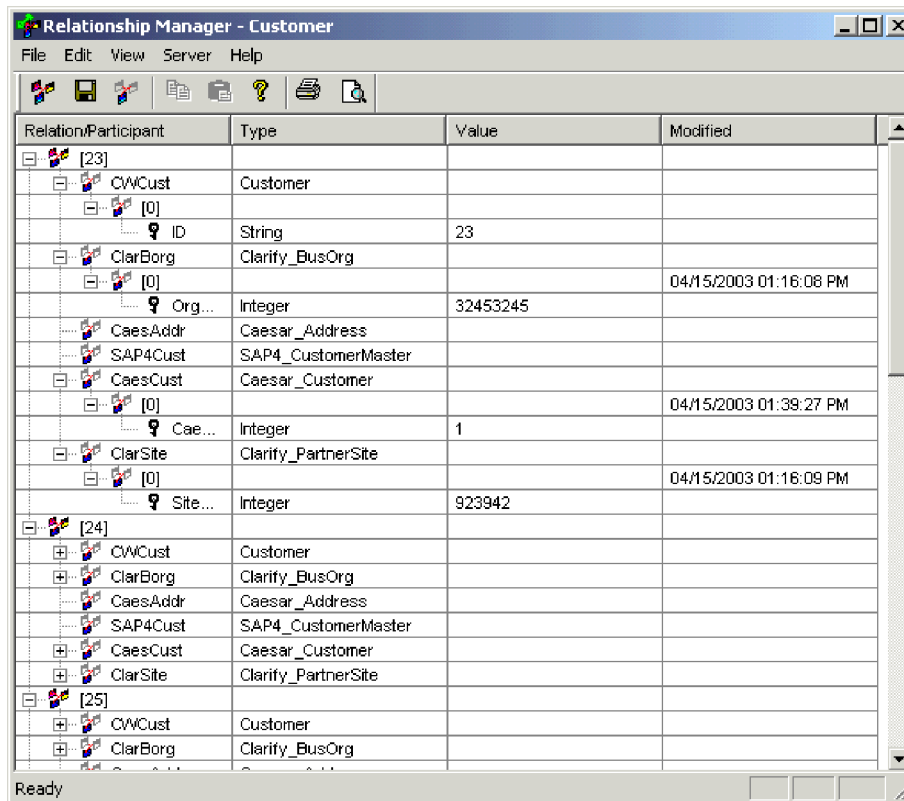 Relationship Manager - Customer
File Edit View Server Help
Relation/Participant Type Value Modified
[23]
CWCust Customer
[0]
ID String 23
ClarBorg Clarify_BusOrg
[0] 04/15/2003 01:16:08 PM
Org... Integer 32453245
CaesAddr Caesar_Address
SAP4Cust SAP4_CustomerMaster
CaesCust Caesar_Customer
[0] 04/15/2003 01:39:27 PM
Cae... Integer 1
ClarSite Clarify_PartnerSite
[0] 04/15/2003 01:16:09 PM
Site... Integer 923942
[24]
CWCust Customer
ClarBorg Clarify_BusOrg
CaesAddr Caesar_Address
SAP4Cust SAP4_CustomerMaster
CaesCust Caesar_Customer
ClarSite Clarify_PartnerSite
[25]
CWCust Customer
ClarBorg Clarify_BusOrg
Ready